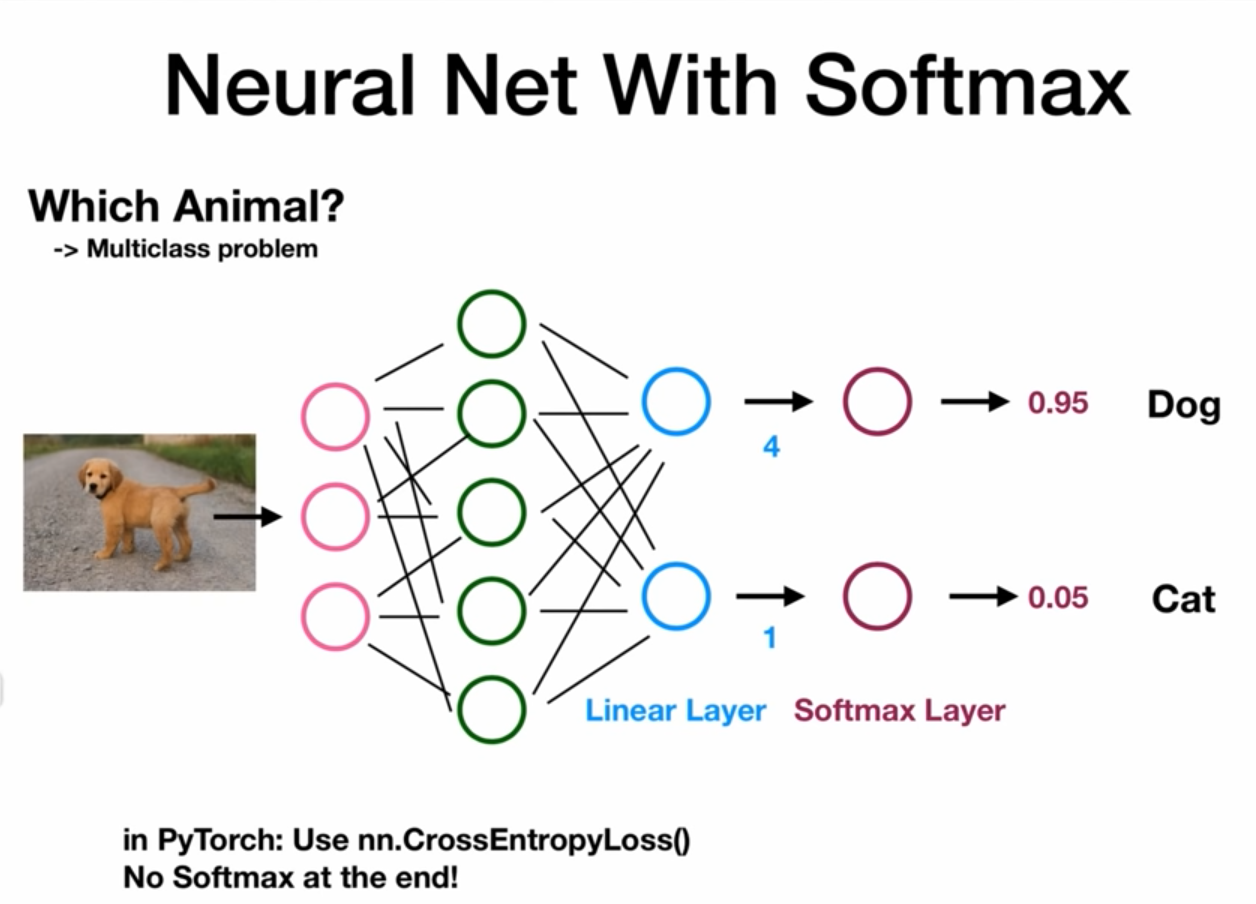 Neural Net With Softmax
Which Animal?
-> Multiclass problem
4
0.95
Dog
1
0.05
Cat
Linear Layer
Softmax Layer
in PyTorch: Use nn.CrossEntropyLoss()
No Softmax at the end!